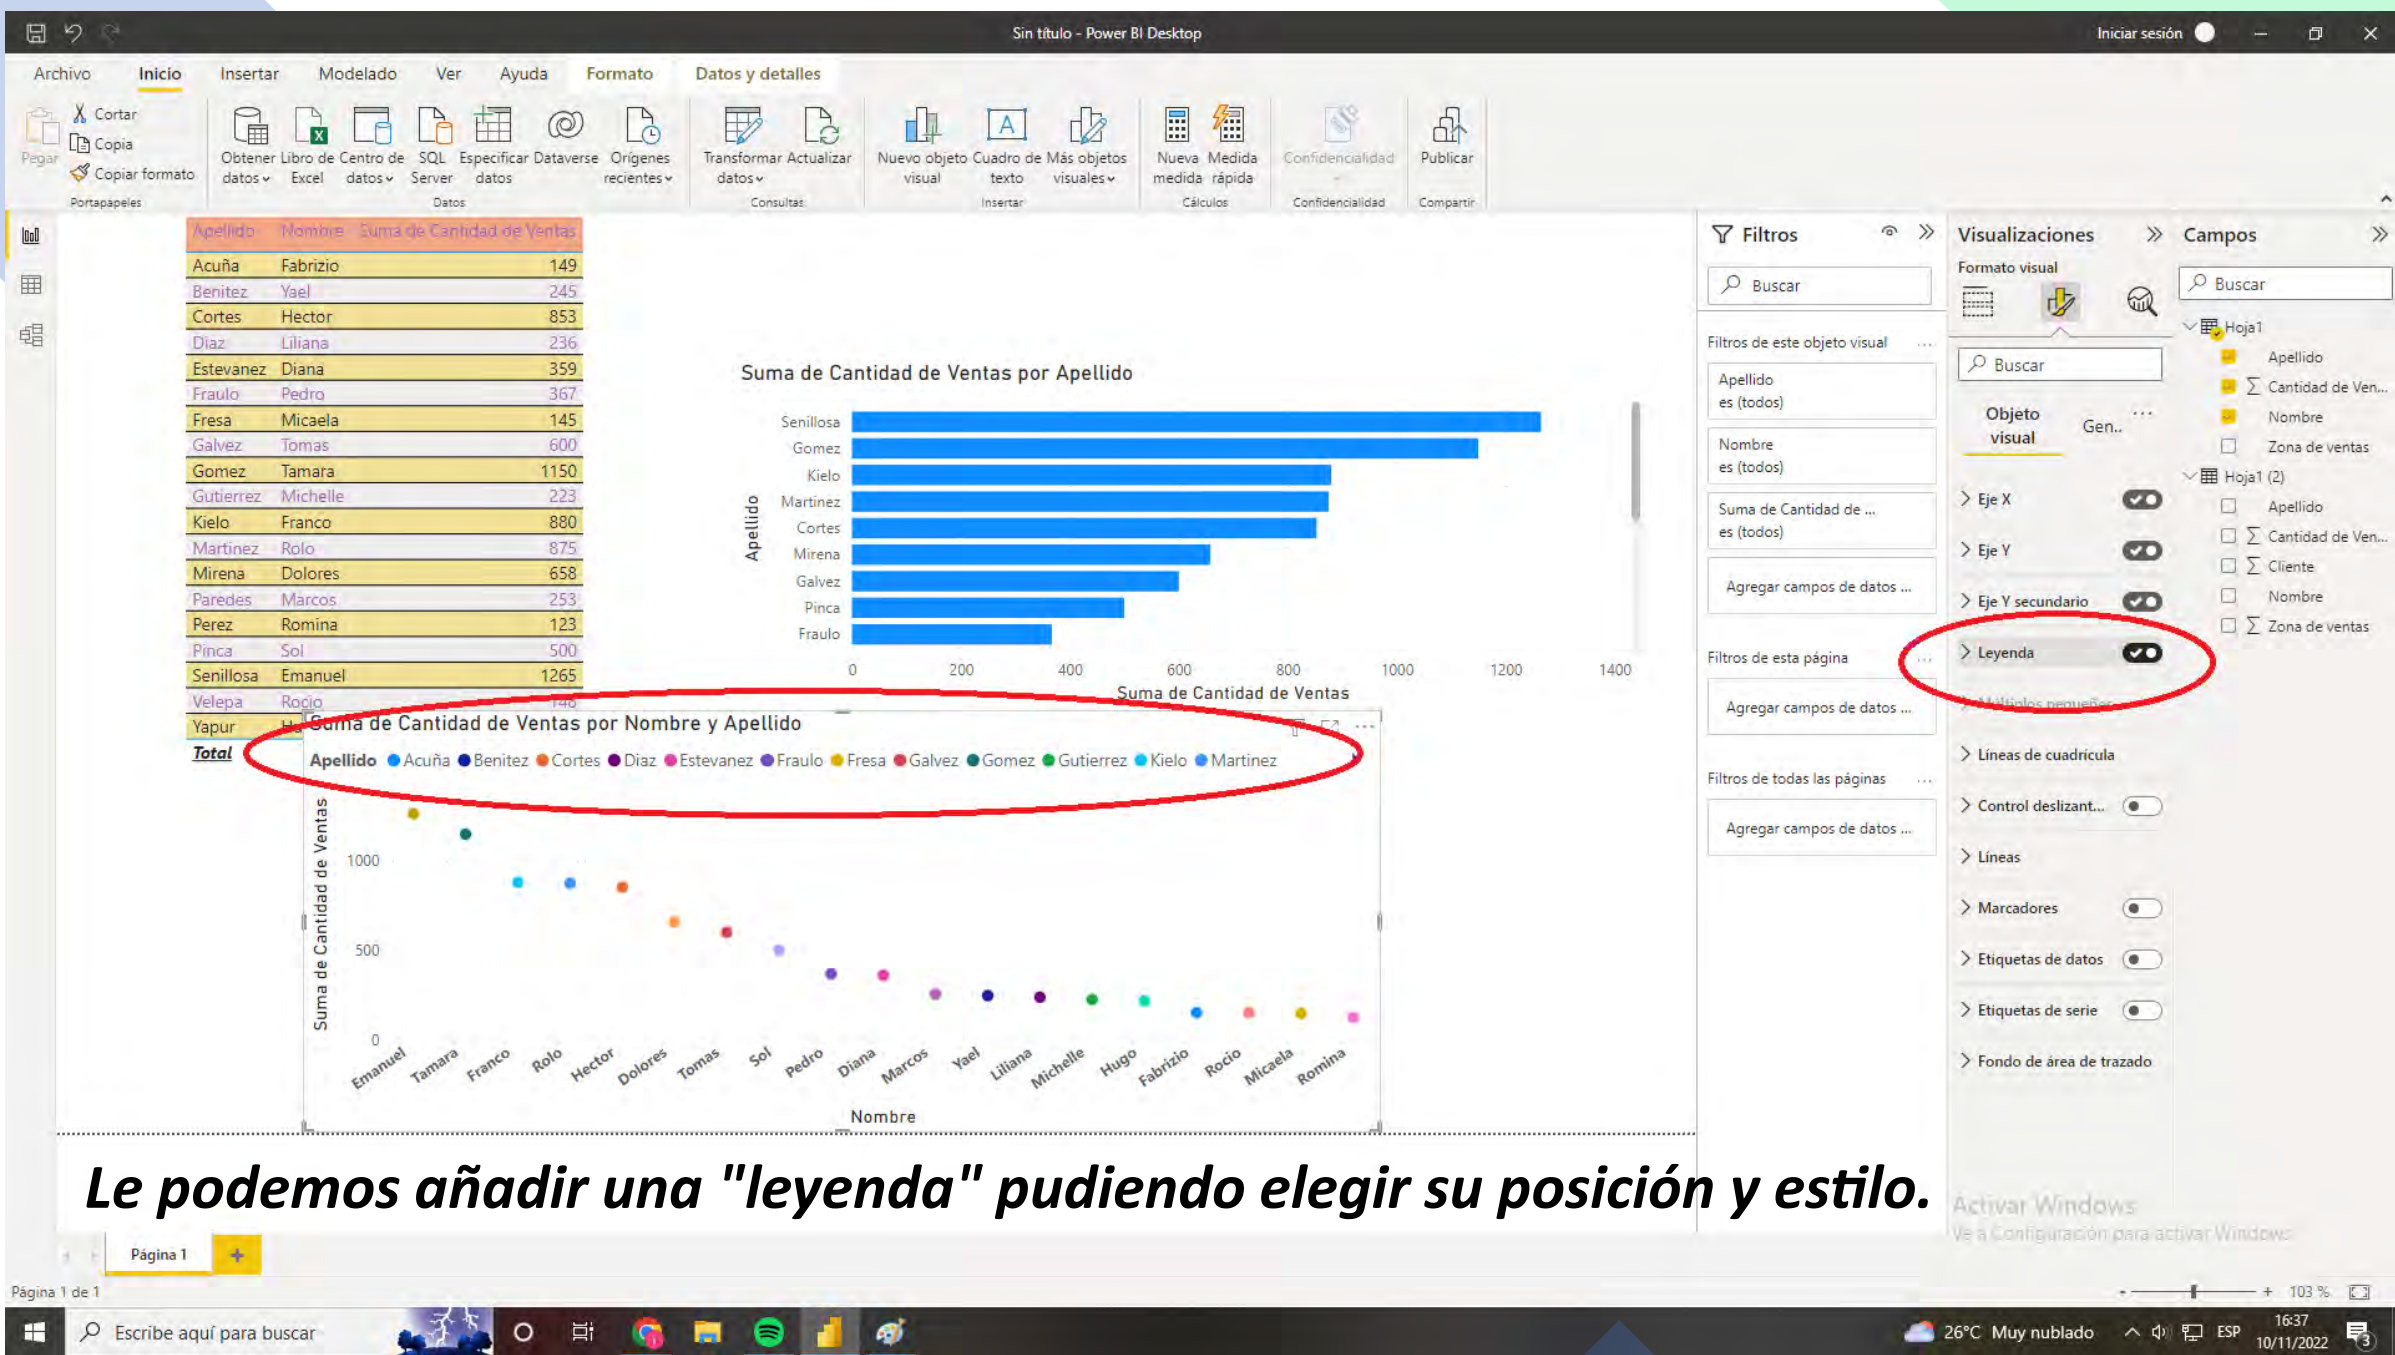 Sin título - Power BI Desktop
Iniciar sesión
Archivo Inicio Insertar Modelado Ver Ayuda Formato Datos y detalles
Pegar
Cortar
Copia
Copiar formato
Portapapeles
Obtener datos
Libro de Excel
Centro de datos
SQL Server
Especificar datos
Dataverse
Orígenes recientes
Datos
Transformar datos
Actualizar
Consultas
Nuevo objeto visual
Cuadro de texto
Más objetos visuales
Insertar
Nueva medida
Medida rápida
Cálculos
Confidencialidad
Confidencialidad
Publicar
Compartir
Apellido Nombre Suma de Cantidad de Ventas
Acuña Fabrizio 149
Benitez Yael 245
Cortes Hector 853
Diaz Liliana 236
Estevanez Diana 359
Fraulo Pedro 367
Fresa Micaela 145
Galvez Tomas 600
Gomez Tamara 1150
Gutierrez Michelle 223
Kielo Franco 880
Martinez Rolo 875
Mirena Dolores 658
Paredes Marcos 253
Perez Romina 123
Pinca Sol 500
Senillosa Emanuel 1265
Velepa Rocio 148
Yapur
Total
Suma de Cantidad de Ventas por Apellido
Apellido
Senillosa
Gomez
Kielo
Martinez
Cortes
Mirena
Galvez
Pinca
Fraulo
0 200 400 600 800 1000 1200 1400
Suma de Cantidad de Ventas
Suma de Cantidad de Ventas por Nombre y Apellido
Apellido Acuña Benitez Cortes Diaz Estevanez Fraulo Fresa Galvez Gomez Gutierrez Kielo Martinez
Suma de Cantidad de Ventas
1000
500
0
Emanuel Tamara Franco Rolo Hector Dolores Tomas Sol Pedro Diana Marcos Yael Liliana Michelle Hugo Fabrizio Rocio Micaela Romina
Nombre
Filtros
Buscar
Filtros de este objeto visual ...
Apellido
es (todos)
Nombre
es (todos)
Suma de Cantidad de ...
es (todos)
Agregar campos de datos ...
Filtros de esta página ...
Agregar campos de datos ...
Filtros de todas las páginas ...
Agregar campos de datos ...
Visualizaciones
Formato visual
Buscar
Objeto visual
Gen..
...
Eje X
Eje Y
Eje Y secundario
Leyenda
Múltiplos pequeños
Líneas de cuadrícula
Control deslizant...
Líneas
Marcadores
Etiquetas de datos
Etiquetas de serie
Fondo de área de trazado
Campos
Buscar
Hoja1
Apellido
∑ Cantidad de Ven...
Nombre
Zona de ventas
Hoja1 (2)
Apellido
∑ Cantidad de Ven...
∑ Cliente
Nombre
∑ Zona de ventas
Le podemos añadir una "leyenda" pudiendo elegir su posición y estilo.
Activar Windows
Ve a Configuración para activar Windows.
Página 1 +
Página 1 de 1
- + 103 %
Escribe aquí para buscar
26°C Muy nublado
ESP
16:37
10/11/2022
3